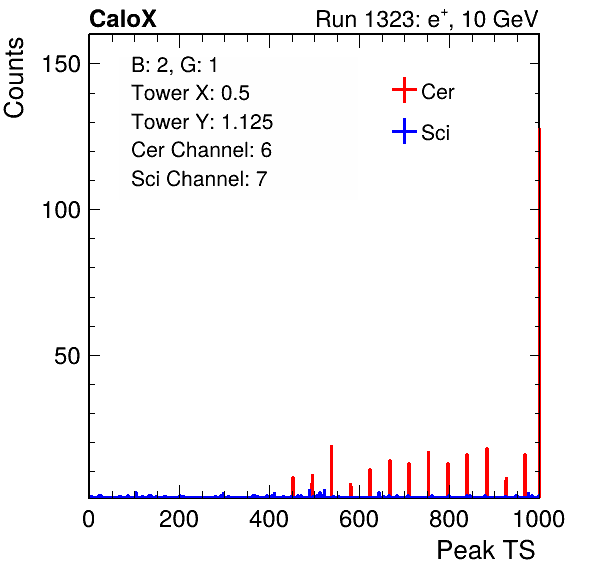 CaloX Run 1323: e⁺, 10 GeV
Counts
150
100
50
B: 2, G: 1
Tower X: 0.5
Tower Y: 1.125
Cer Channel: 6
Sci Channel: 7
Cer
Sci
0 200 400 600 800 1000
Peak TS